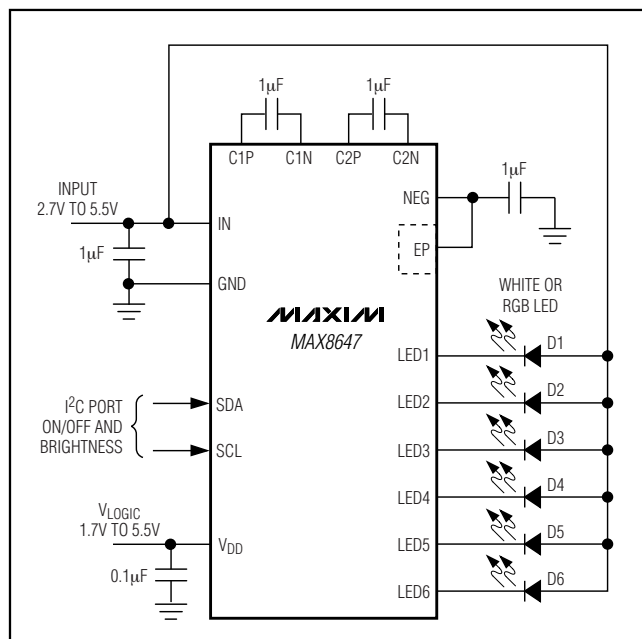 1µF
1µF
C1P
C1N
C2P
C2N
INPUT
2.7V TO 5.5V
IN
NEG
1µF
EP
1µF
GND
MAXIM
MAX8647
WHITE OR
RGB LED
LED1
D1
LED2
D2
LED3
D3
LED4
D4
LED5
D5
LED6
D6
I²C PORT
ON/OFF AND
BRIGHTNESS
SDA
SCL
VLOGIC
1.7V TO 5.5V
VDD
0.1µF